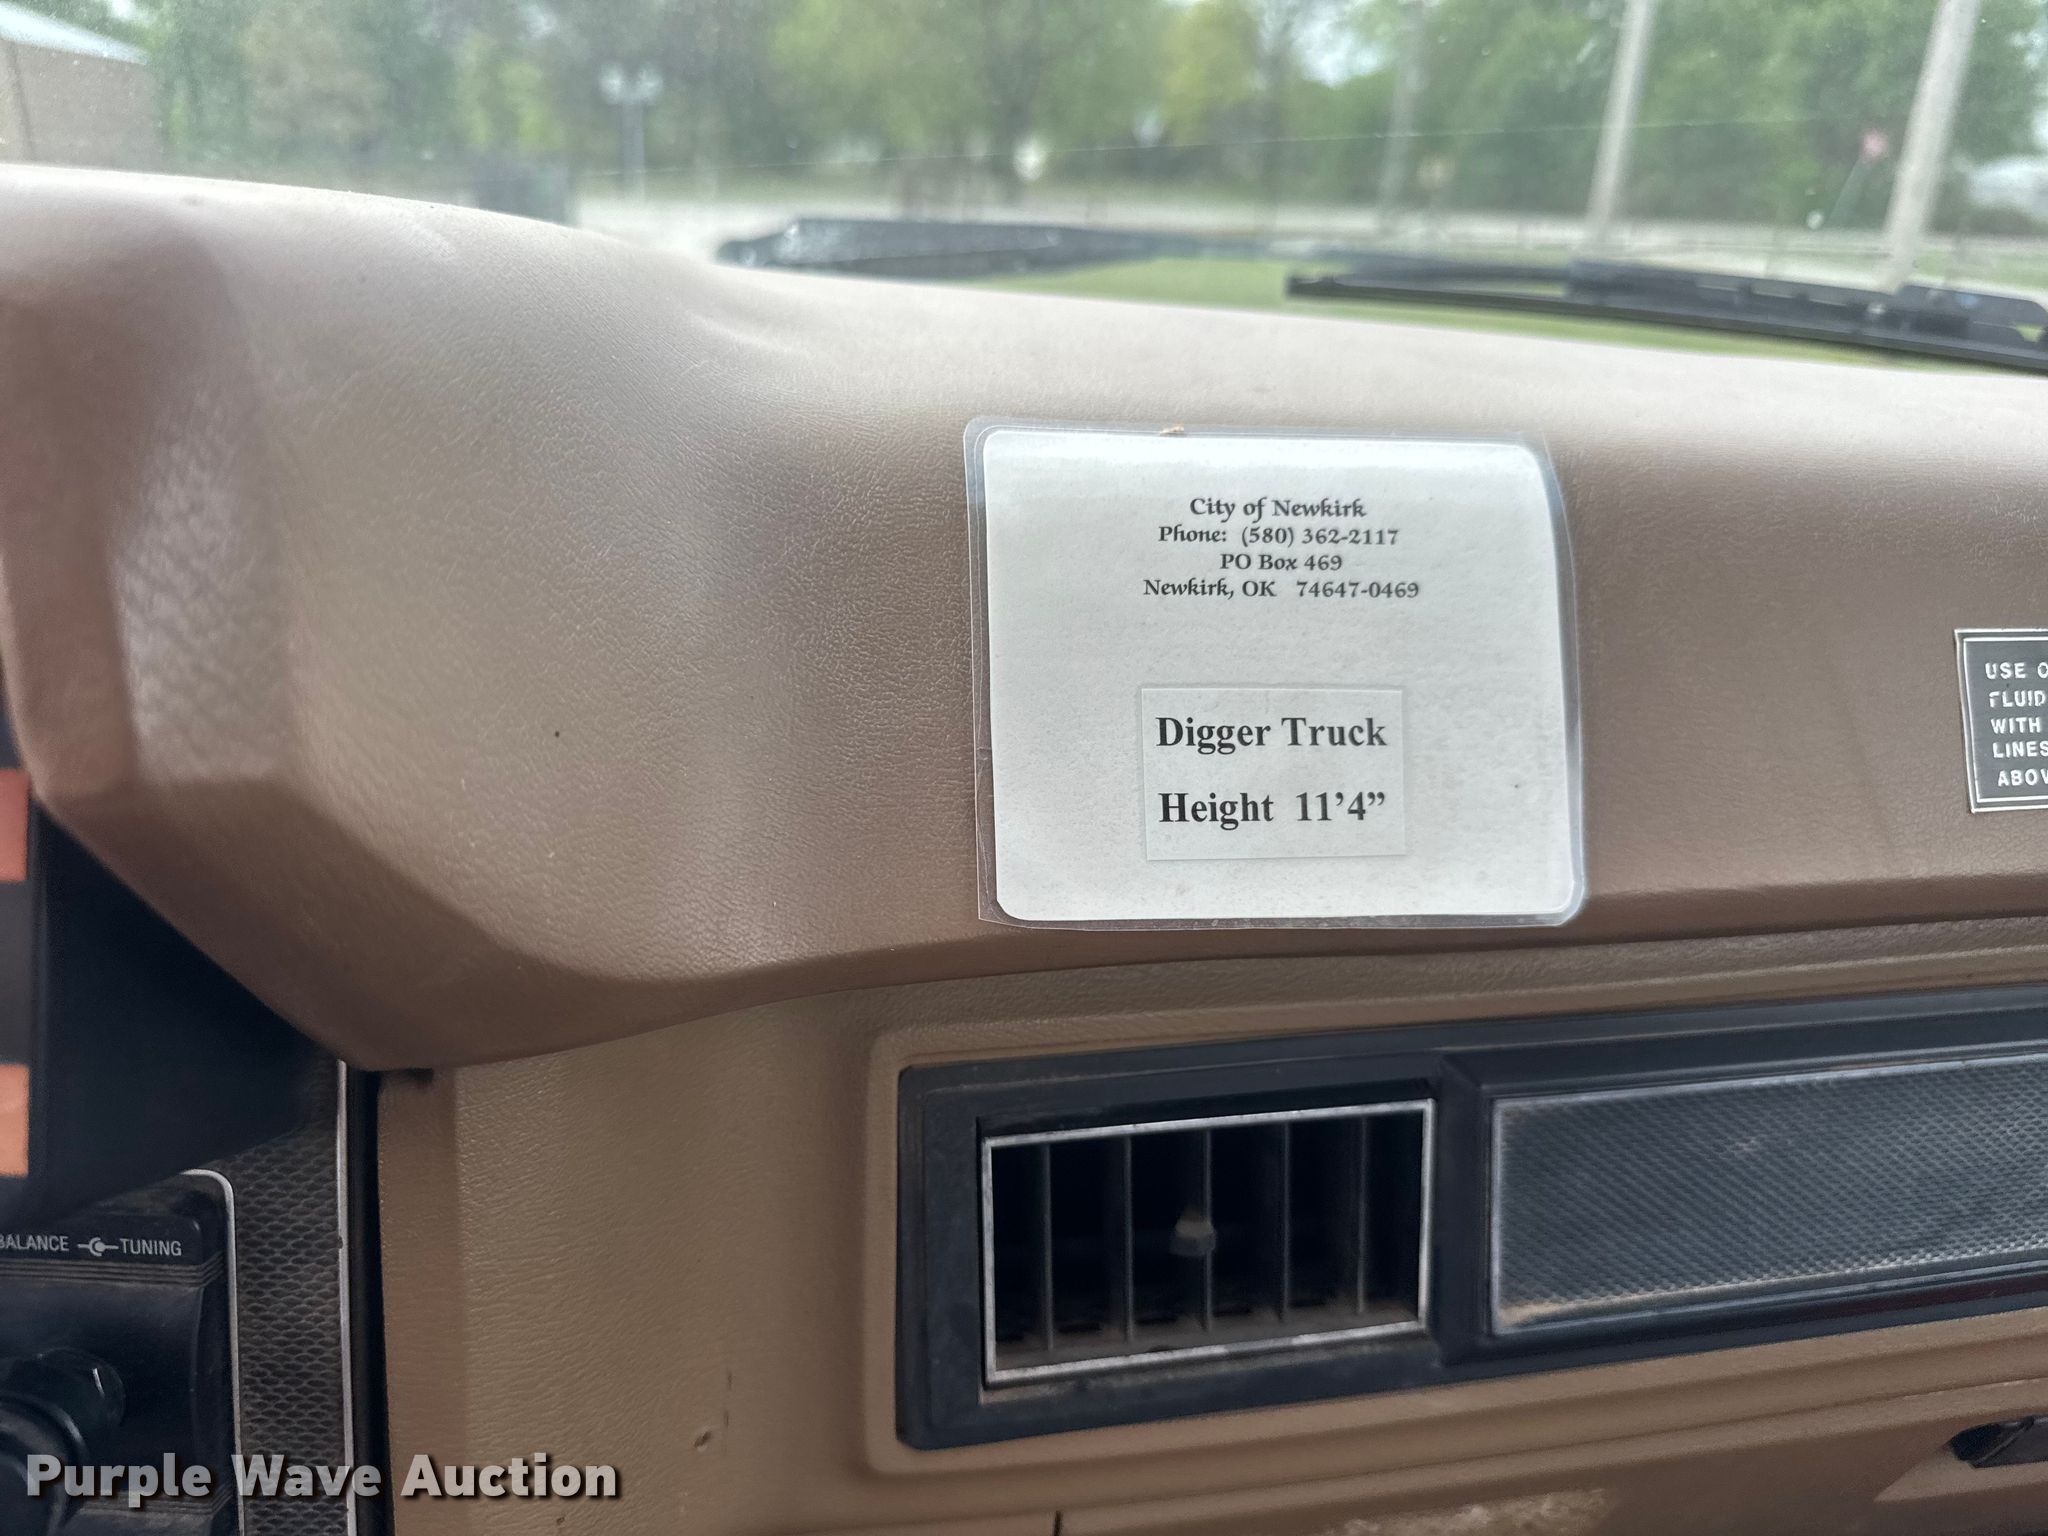 City of Newkirk
Phone: (580) 362-2117
PO Box 469
Newkirk, OK 74647-0469
Digger Truck
Height 11'4"
USE
FLUID
WITH
LINES
BALANCE TUNING
Purple Wave Auction